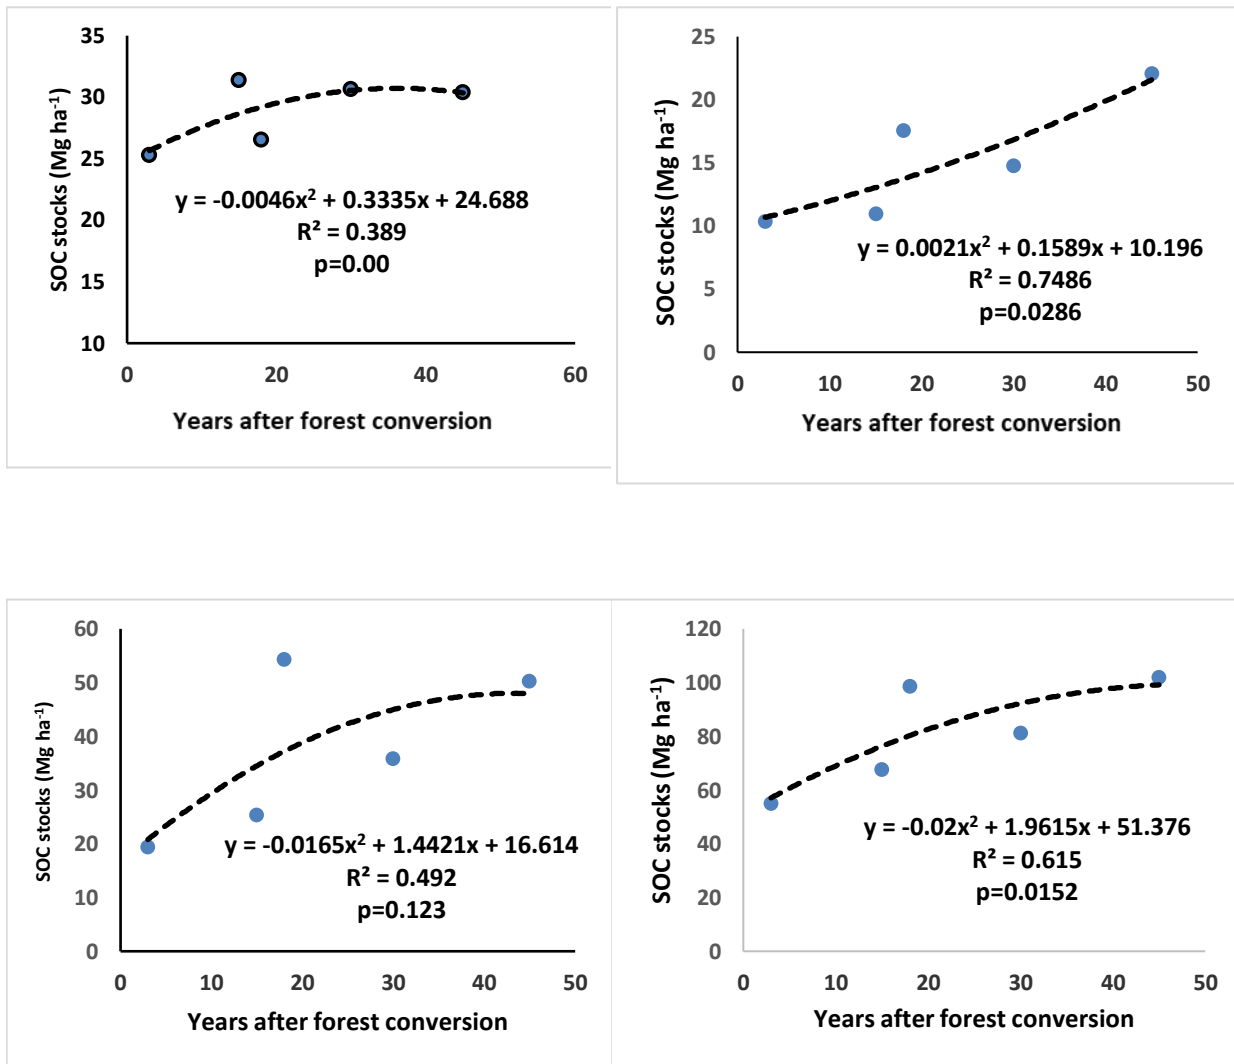 35
30
25
20
15
10
SOC stocks (Mg ha⁻¹)
y = -0.0046x² + 0.3335x + 24.688
R² = 0.389
p=0.00
0 20 40 60
Years after forest conversion
25
20
15
10
5
0
SOC stocks (Mg ha⁻¹)
y = 0.0021x² + 0.1589x + 10.196
R² = 0.7486
p=0.0286
0 10 20 30 40 50
Years after forest conversion
60
50
40
30
20
10
0
SOC stocks (Mg ha⁻¹)
y = -0.0165x² + 1.4421x + 16.614
R² = 0.492
p=0.123
0 10 20 30 40 50
Years after forest conversion
120
100
80
60
40
20
0
SOC stocks (Mg ha⁻¹)
y = -0.02x² + 1.9615x + 51.376
R² = 0.615
p=0.0152
0 10 20 30 40 50
Years after forest conversion